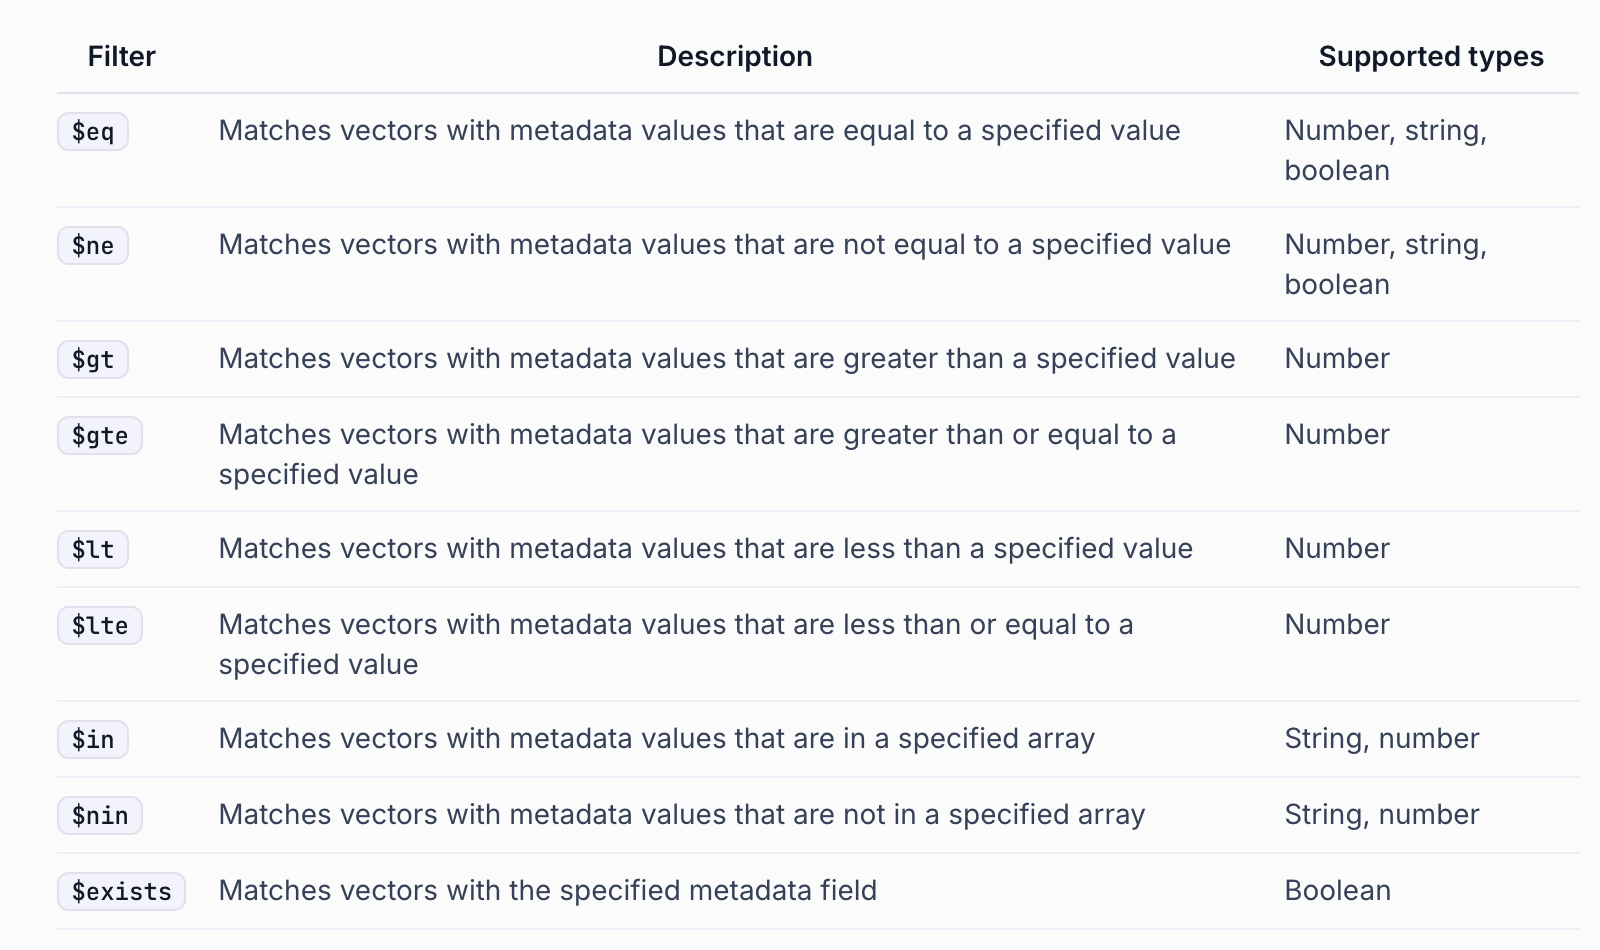 Filter Description Supported types
$eq Matches vectors with metadata values that are equal to a specified value Number, string,
boolean
$ne Matches vectors with metadata values that are not equal to a specified value Number, string,
boolean
$gt Matches vectors with metadata values that are greater than a specified value Number
$gte Matches vectors with metadata values that are greater than or equal to a Number
specified value
$lt Matches vectors with metadata values that are less than a specified value Number
$lte Matches vectors with metadata values that are less than or equal to a Number
specified value
$in Matches vectors with metadata values that are in a specified array String, number
$nin Matches vectors with metadata values that are not in a specified array String, number
$exists Matches vectors with the specified metadata field Boolean